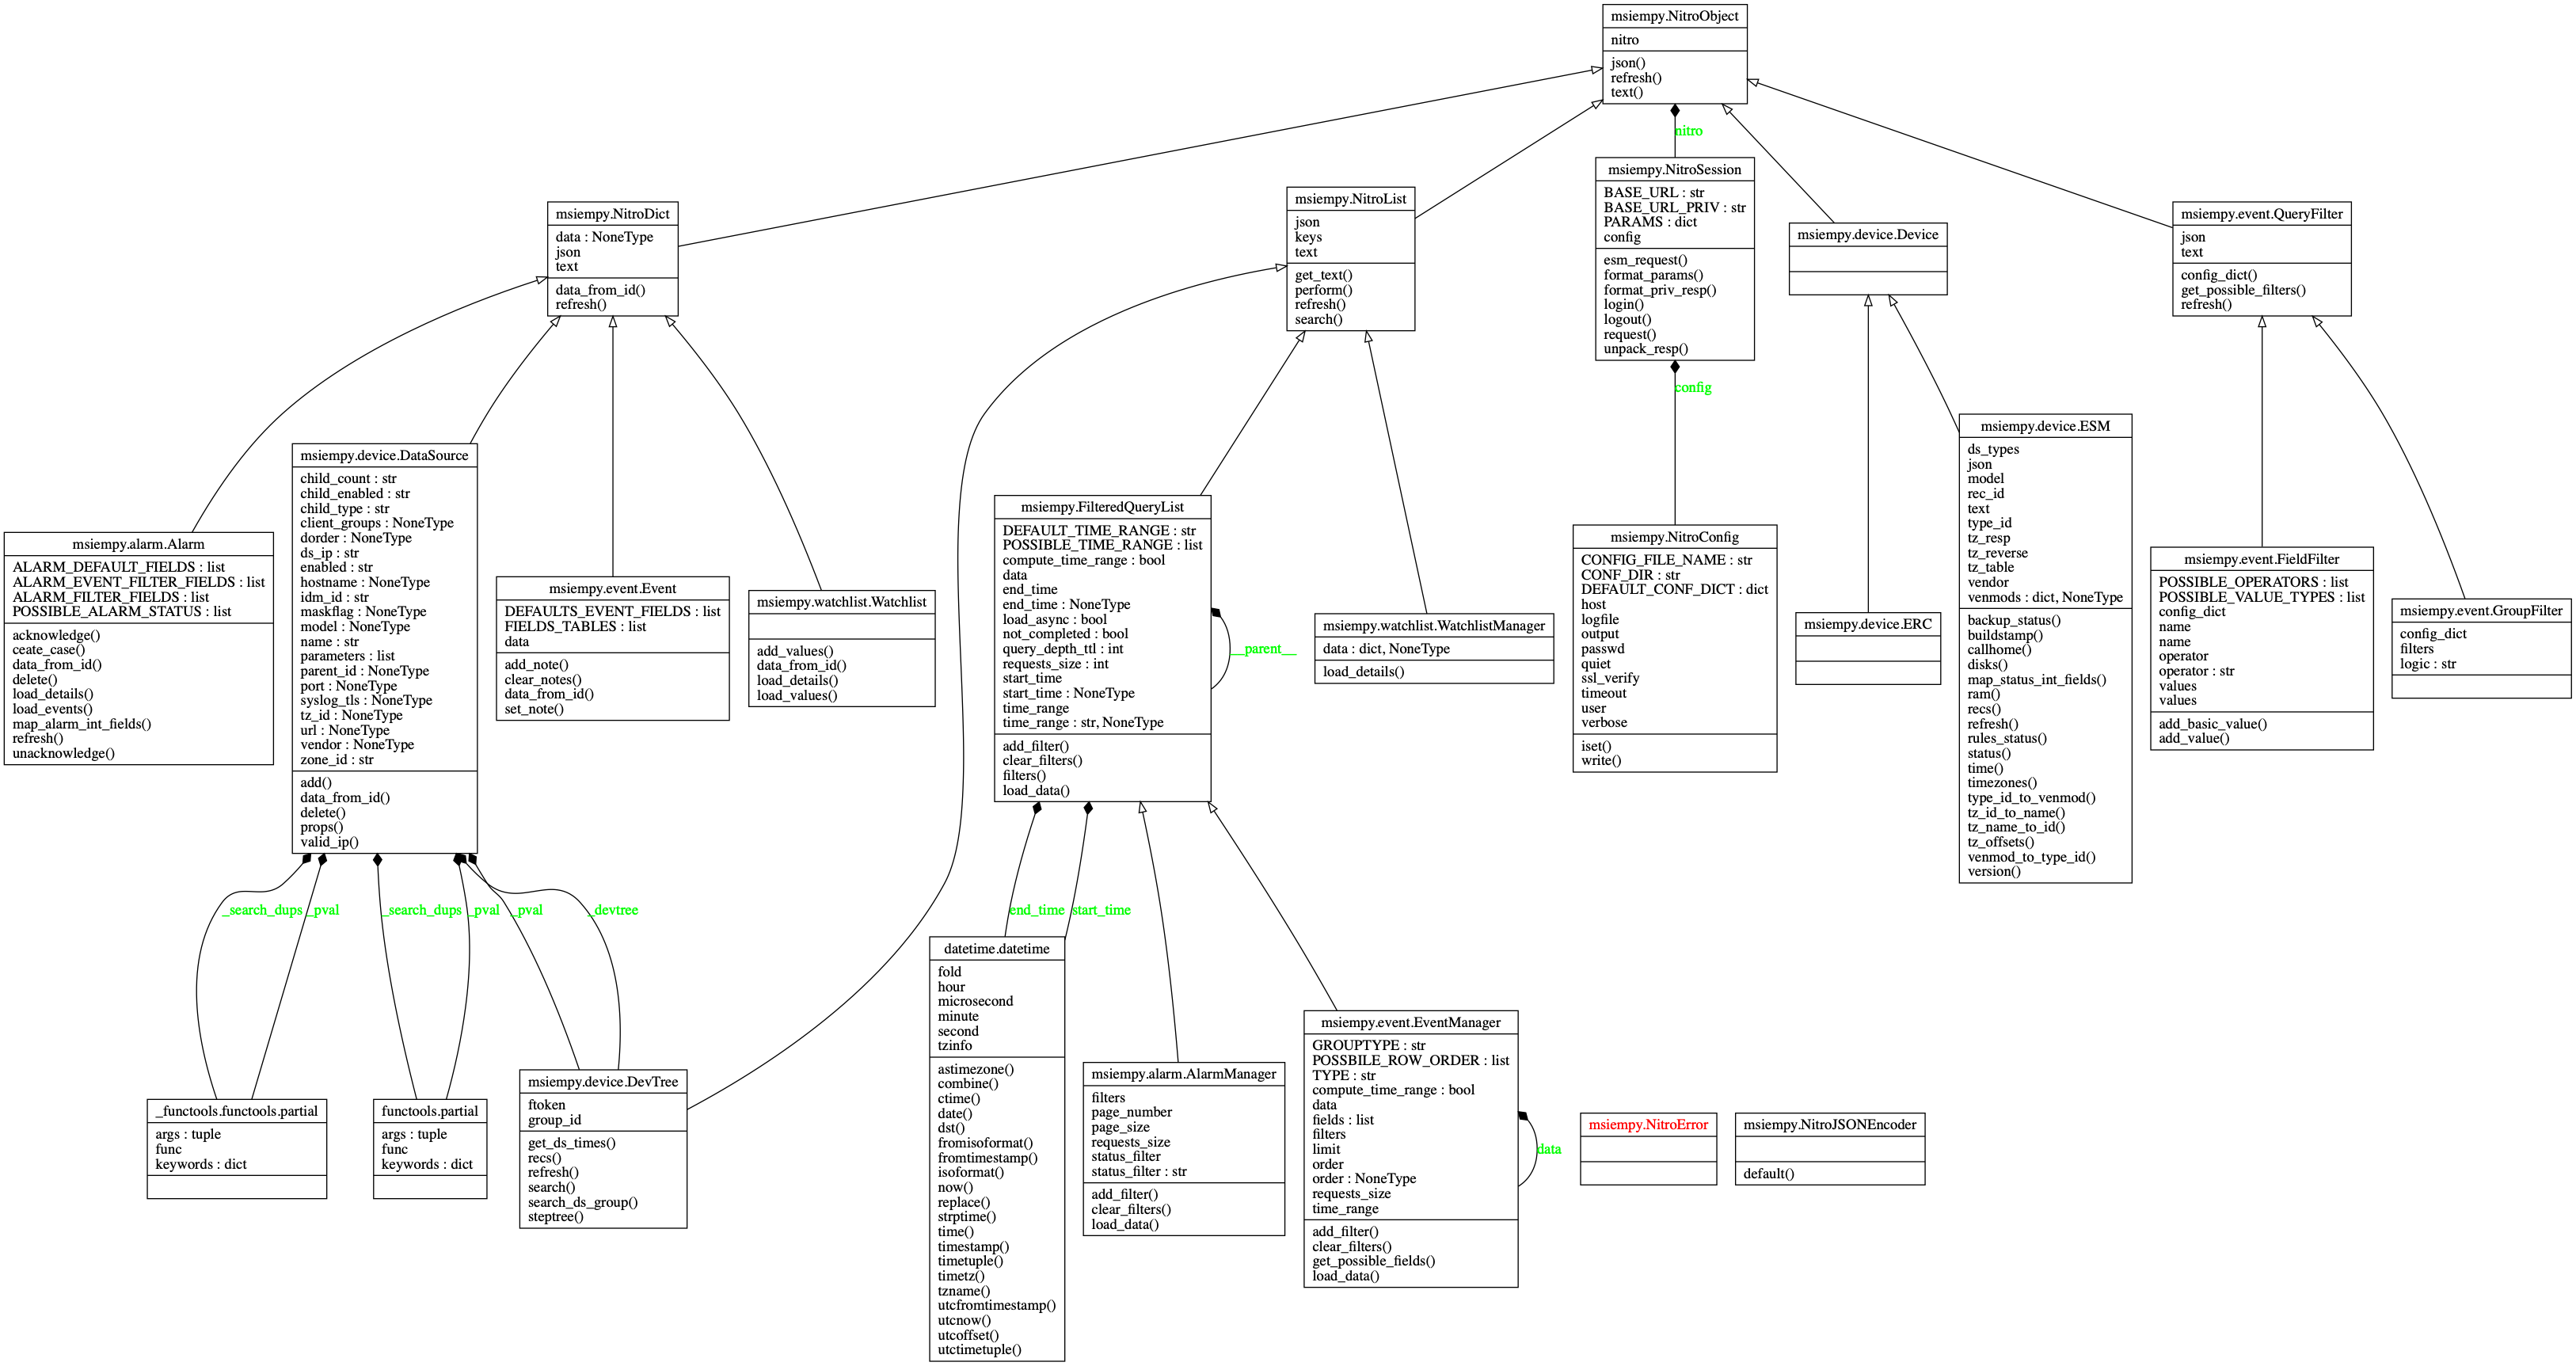 msiempy.NitroObject
nitro
json()
refresh()
text()
nitro
msiempy.NitroDict
data : NoneType
json
text
data_from_id()
refresh()
msiempy.NitroList
json
keys
text
get_text()
perform()
refresh()
search()
msiempy.NitroSession
BASE_URL : str
BASE_URL_PRIV : str
PARAMS : dict
config
esm_request()
format_params()
format_priv_resp()
login()
logout()
request()
unpack_resp()
config
msiempy.device.Device
msiempy.event.QueryFilter
json
text
config_dict()
get_possible_filters()
refresh()
msiempy.alarm.Alarm
ALARM_DEFAULT_FIELDS : list
ALARM_EVENT_FILTER_FIELDS : list
ALARM_FILTER_FIELDS : list
POSSIBLE_ALARM_STATUS : list
acknowledge()
ceate_case()
data_from_id()
delete()
load_details()
load_events()
map_alarm_int_fields()
refresh()
unacknowledge()
msiempy.device.DataSource
child_count : str
child_enabled : str
child_type : str
client_groups : NoneType
dorder : NoneType
ds_ip : str
enabled : str
hostname : NoneType
idm_id : str
maskflag : NoneType
model : NoneType
name : str
parameters : list
parent_id : NoneType
port : NoneType
syslog_tls : NoneType
tz_id : NoneType
url : NoneType
vendor : NoneType
zone_id : str
add()
data_from_id()
delete()
props()
valid_ip()
msiempy.event.Event
DEFAULTS_EVENT_FIELDS : list
FIELDS_TABLES : list
data
add_note()
clear_notes()
data_from_id()
set_note()
msiempy.watchlist.Watchlist
add_values()
data_from_id()
load_details()
load_values()
msiempy.FilteredQueryList
DEFAULT_TIME_RANGE : str
POSSIBLE_TIME_RANGE : list
compute_time_range : bool
data
end_time
end_time : NoneType
load_async : bool
not_completed : bool
query_depth_ttl : int
requests_size : int
start_time
start_time : NoneType
time_range
time_range : str, NoneType
add_filter()
clear_filters()
filters()
load_data()
__parent__
msiempy.watchlist.WatchlistManager
data : dict, NoneType
load_details()
msiempy.NitroConfig
CONFIG_FILE_NAME : str
CONF_DIR : str
DEFAULT_CONF_DICT : dict
host
logfile
output
passwd
quiet
ssl_verify
timeout
user
verbose
iset()
write()
msiempy.device.ERC
msiempy.device.ESM
ds_types
json
model
rec_id
text
type_id
tz_resp
tz_reverse
tz_table
vendor
venmods : dict, NoneType
backup_status()
buildstamp()
callhome()
disks()
map_status_int_fields()
ram()
recs()
refresh()
rules_status()
status()
time()
timezones()
type_id_to_venmod()
tz_id_to_name()
tz_name_to_id()
tz_offsets()
venmod_to_type_id()
version()
msiempy.event.FieldFilter
POSSIBLE_OPERATORS : list
POSSIBLE_VALUE_TYPES : list
config_dict
name
name
operator
operator : str
values
values
add_basic_value()
add_value()
msiempy.event.GroupFilter
config_dict
filters
logic : str
_search_dups
_pval
_search_dups
_pval
_pval
_devtree
end_time
start_time
_functools.functools.partial
args : tuple
func
keywords : dict
functools.partial
args : tuple
func
keywords : dict
msiempy.device.DevTree
ftoken
group_id
get_ds_times()
recs()
refresh()
search()
search_ds_group()
steptree()
datetime.datetime
fold
hour
microsecond
minute
second
tzinfo
astimezone()
combine()
ctime()
date()
dst()
fromisoformat()
fromtimestamp()
isoformat()
now()
replace()
strptime()
time()
timestamp()
timetuple()
timetz()
tzname()
utcfromtimestamp()
utcnow()
utcoffset()
utctimetuple()
msiempy.alarm.AlarmManager
filters
page_number
page_size
requests_size
status_filter
status_filter : str
add_filter()
clear_filters()
load_data()
msiempy.event.EventManager
GROUPTYPE : str
POSSBILE_ROW_ORDER : list
TYPE : str
compute_time_range : bool
data
fields : list
filters
limit
order
order : NoneType
requests_size
time_range
add_filter()
clear_filters()
get_possible_fields()
load_data()
data
msiempy.NitroError
msiempy.NitroJSONEncoder
default()